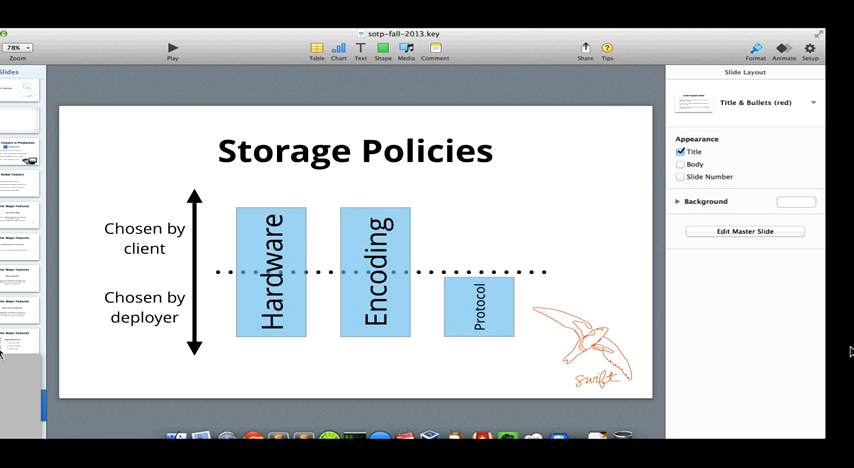 sotp-fall-2013.key
78%
Zoom
Play
Table
Chart
Text
Shape
Media
Comment
Share
Tips
Format
Animate
Setup
Slides
Slide Layout
Title & Bullets (red)
Appearance
Title
Body
Slide Number
Background
Edit Master Slide
Storage Policies
Chosen by
client
Chosen by
deployer
Hardware
Encoding
Protocol
swift